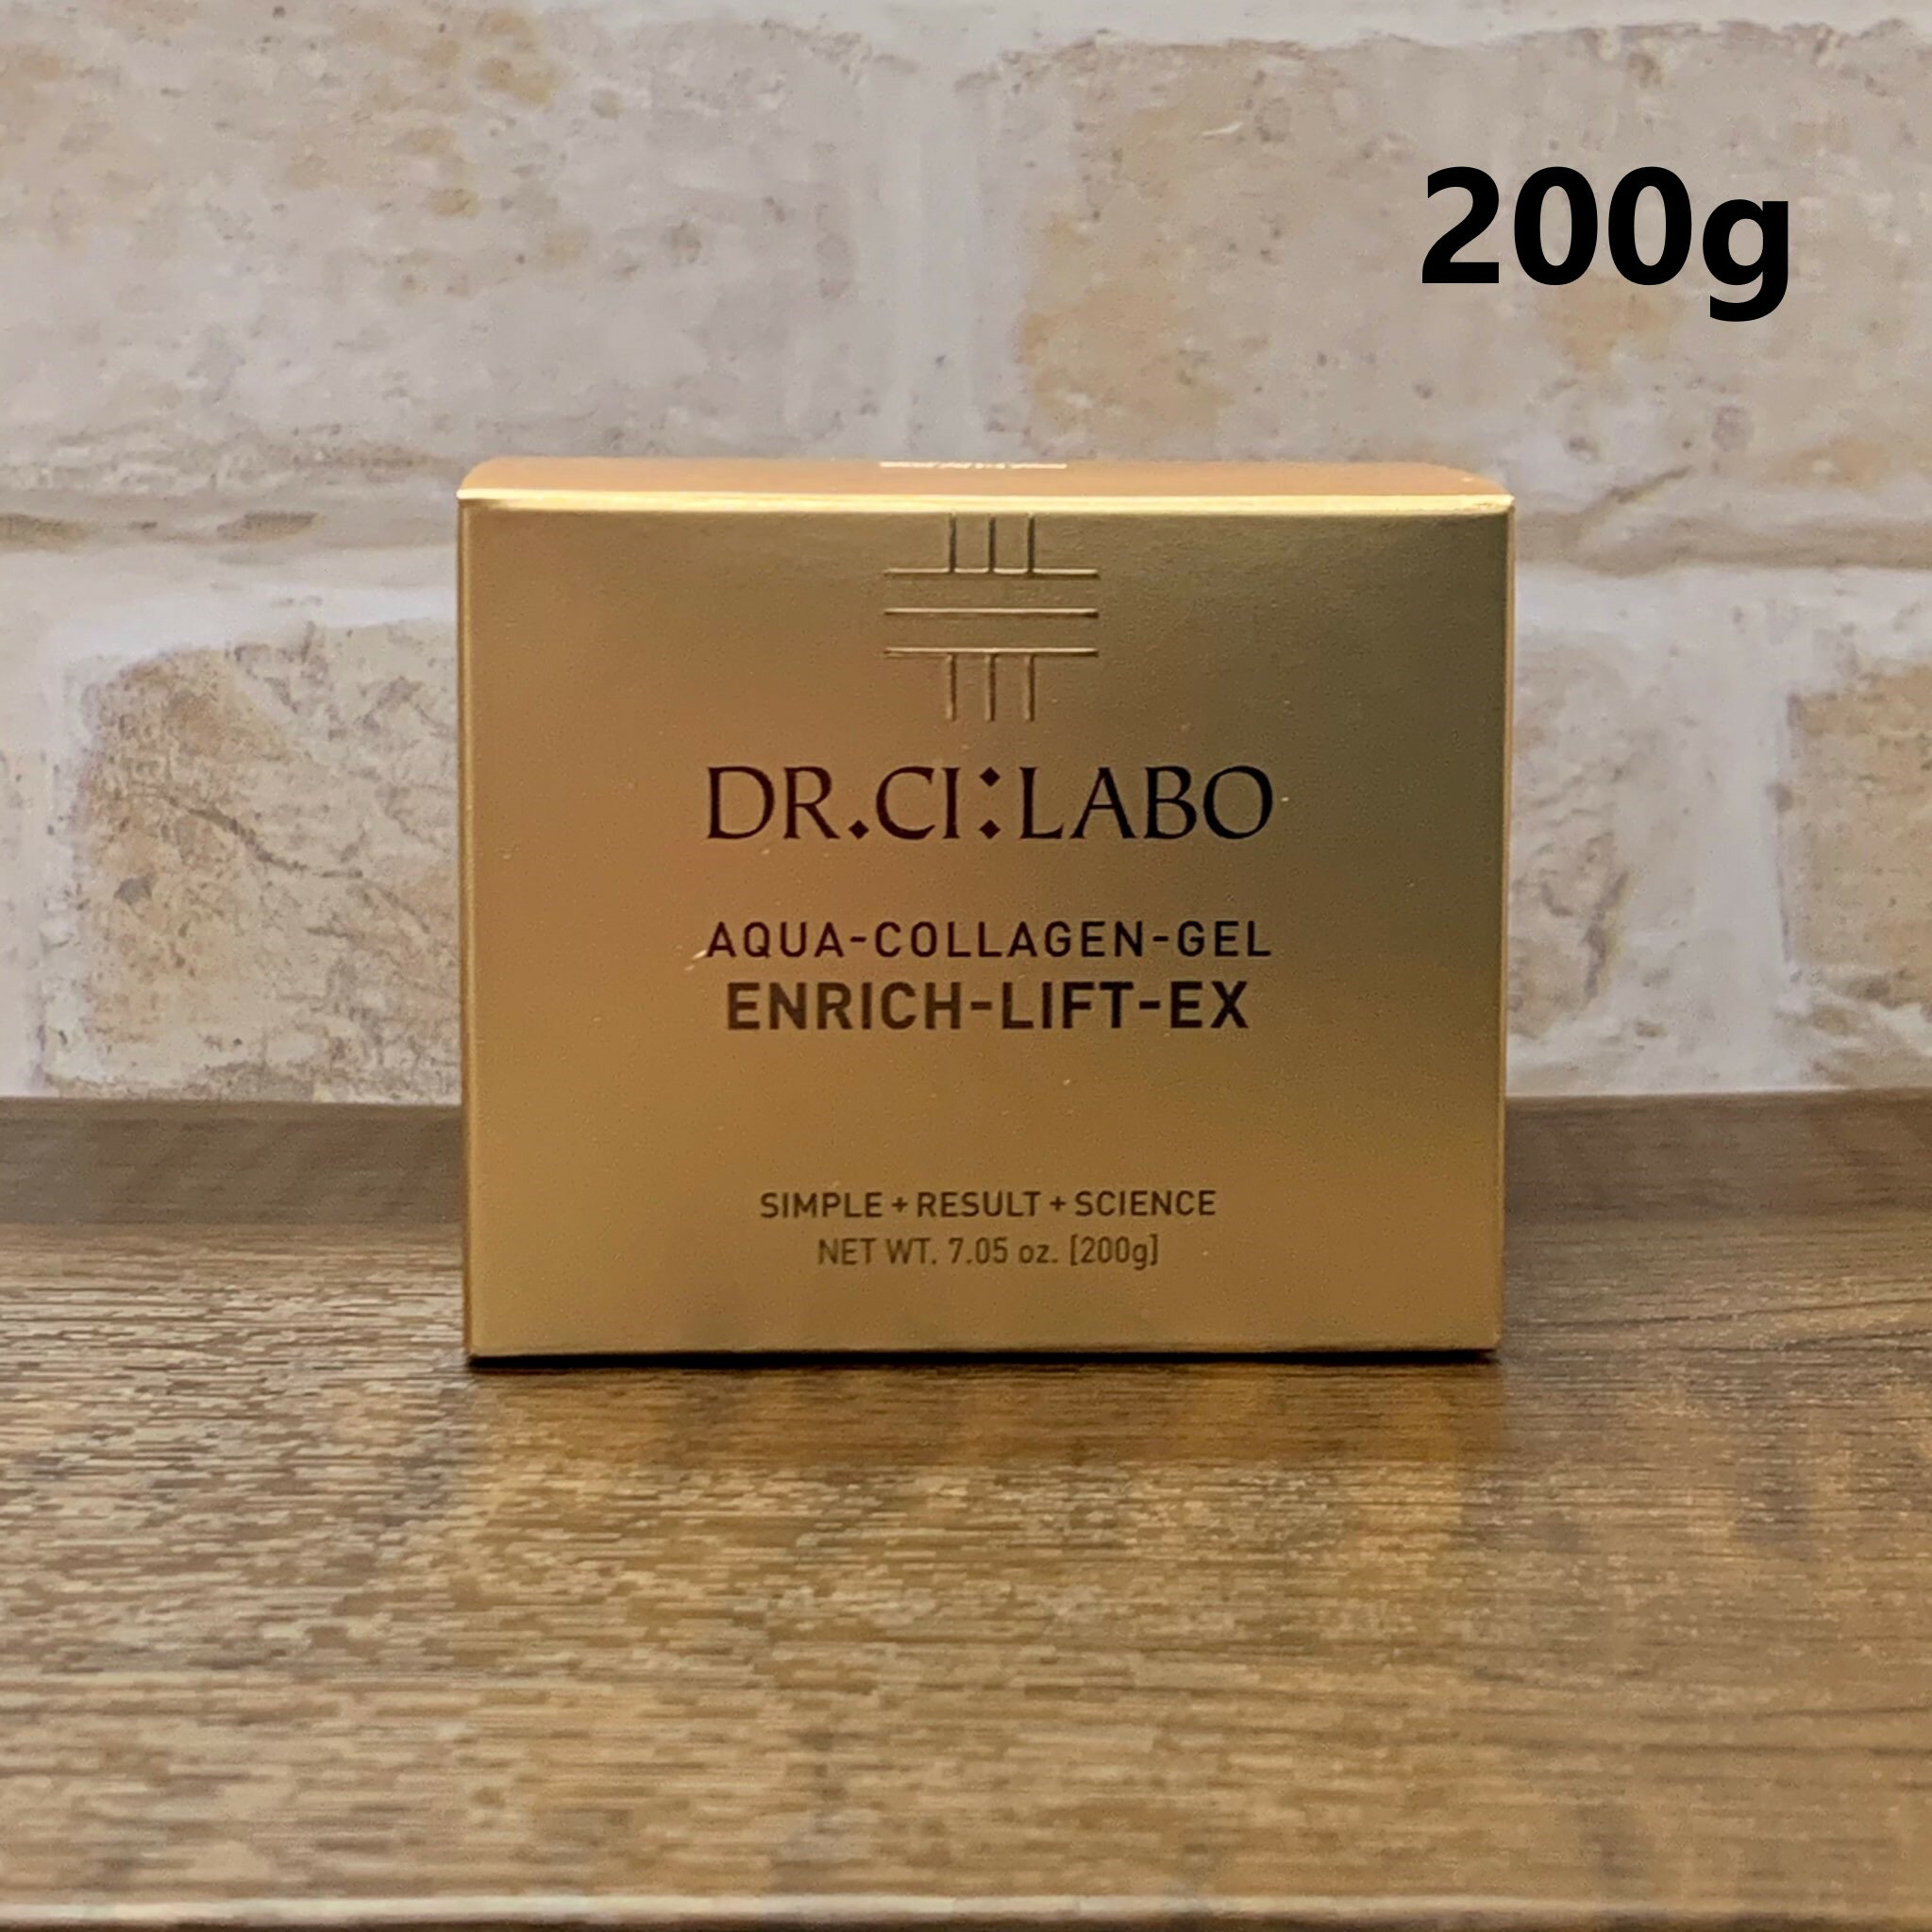 200g
DR.CI:LABO
AQUA-COLLAGEN-GEL
ENRICH-LIFT-EX
SIMPLE + RESULT + SCIENCE
NET WT. 7.05 oz. [200g]